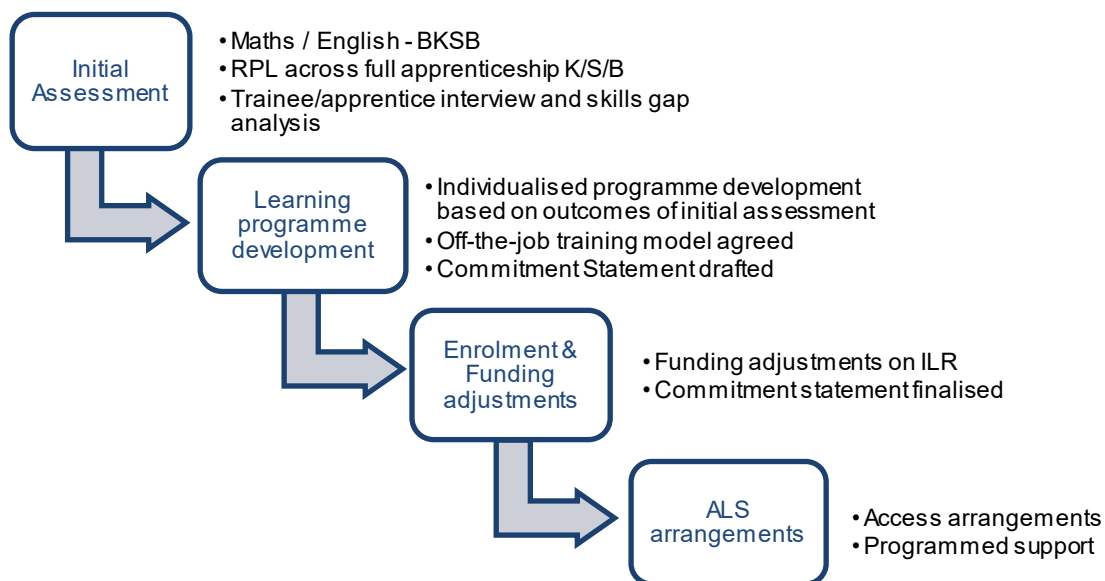 Initial
Assessment
• Maths / English - BKSB
• RPL across full apprenticeship K/S/B
• Trainee/apprentice interview and skills gap
analysis
Learning
programme
development
• Individualised programme development
based on outcomes of initial assessment
• Off-the-job training model agreed
• Commitment Statement drafted
Enrolment &
Funding
adjustments
• Funding adjustments on ILR
• Commitment statement finalised
ALS
arrangements
• Access arrangements
• Programmed support